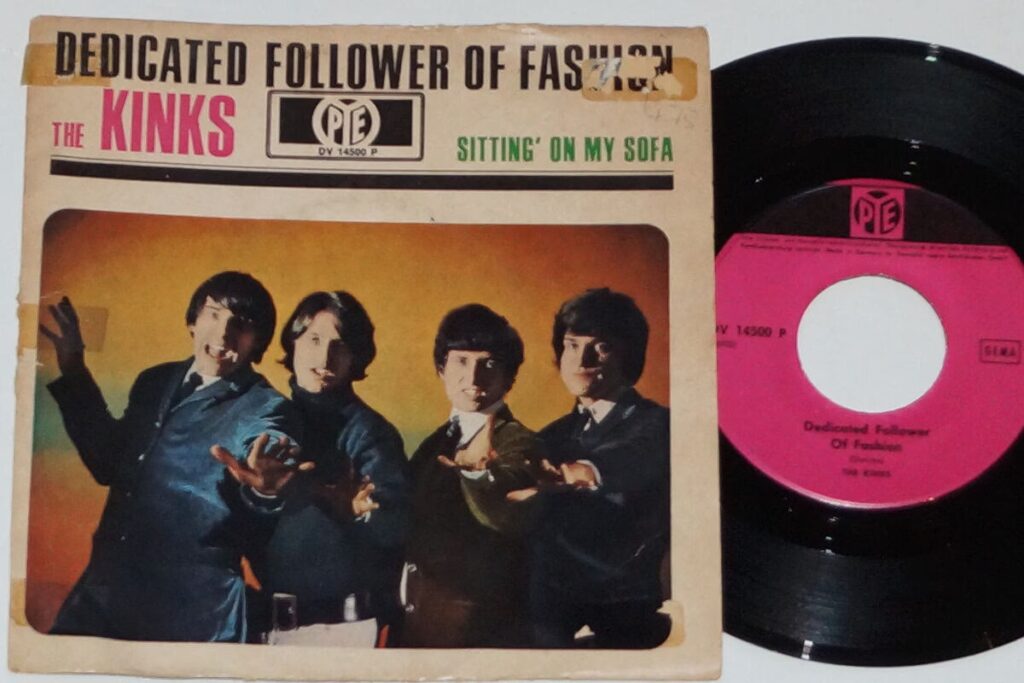 DEDICATED FOLLOWER OF FASHION
THE KINKS
PYE
DV 14500 P
SITTING' ON MY SOFA
PYE
DV 14500 P
GEMA
Dedicated Follower
Of Fashion
(Davies)
THE KINKS